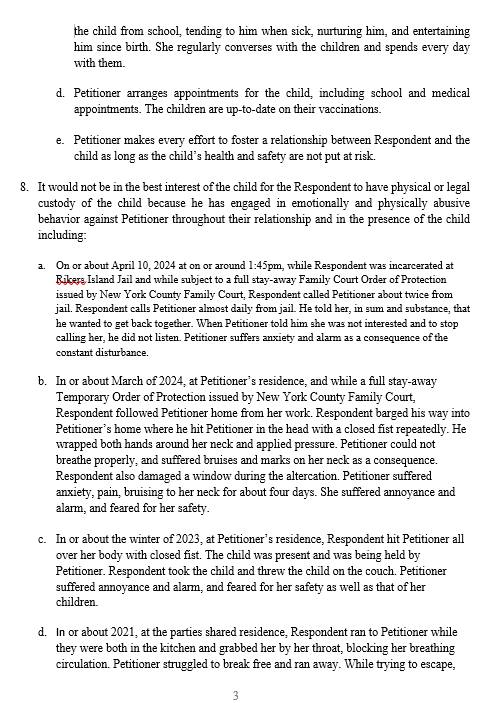 the child from school, tending to him when sick, nurturing him, and entertaining
him since birth. She regularly converses with the children and spends every day
with them.
d. Petitioner arranges appointments for the child, including school and medical
appointments. The children are up-to-date on their vaccinations.
e. Petitioner makes every effort to foster a relationship between Respondent and the
child as long as the child's health and safety are not put at risk.
8. It would not be in the best interest of the child for the Respondent to have physical or legal
custody of the child because he has engaged in emotionally and physically abusive
behavior against Petitioner throughout their relationship and in the presence of the child
including:
a. On or about April 10, 2024 at on or around 1:45pm, while Respondent was incarcerated at
Rikers Island Jail and while subject to a full stay-away Family Court Order of Protection
issued by New York County Family Court, Respondent called Petitioner about twice from
jail. Respondent calls Petitioner almost daily from jail. He told her, in sum and substance, that
he wanted to get back together. When Petitioner told him she was not interested and to stop
calling her, he did not listen. Petitioner suffers anxiety and alarm as a consequence of the
constant disturbance.
b. In or about March of 2024, at Petitioner's residence, and while a full stay-away
Temporary Order of Protection issued by New York County Family Court,
Respondent followed Petitioner home from her work. Respondent barged his way into
Petitioner's home where he hit Petitioner in the head with a closed fist repeatedly. He
wrapped both hands around her neck and applied pressure. Petitioner could not
breathe properly, and suffered bruises and marks on her neck as a consequence.
Respondent also damaged a window during the altercation. Petitioner suffered
anxiety, pain, bruising to her neck for about four days. She suffered annoyance and
alarm, and feared for her safety.
c. In or about the winter of 2023, at Petitioner's residence, Respondent hit Petitioner all
over her body with closed fist. The child was present and was being held by
Petitioner. Respondent took the child and threw the child on the couch. Petitioner
suffered annoyance and alarm, and feared for her safety as well as that of her
children.
d. In or about 2021, at the parties shared residence, Respondent ran to Petitioner while
they were both in the kitchen and grabbed her by her throat, blocking her breathing
circulation. Petitioner struggled to break free and ran away. While trying to escape,
3